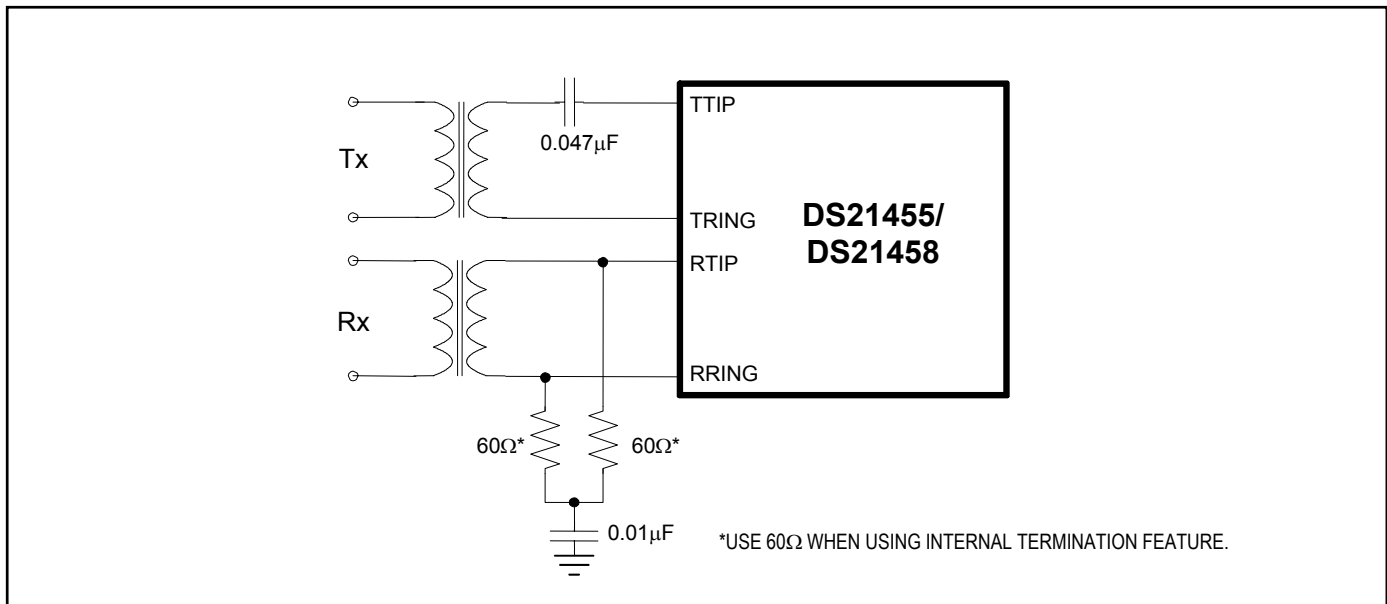 TTIP
0.047μF
Tx
TRING
DS21455/
DS21458
RTIP
Rx
RRING
60Ω*
60Ω*
0.01μF
*USE 60Ω WHEN USING INTERNAL TERMINATION FEATURE.